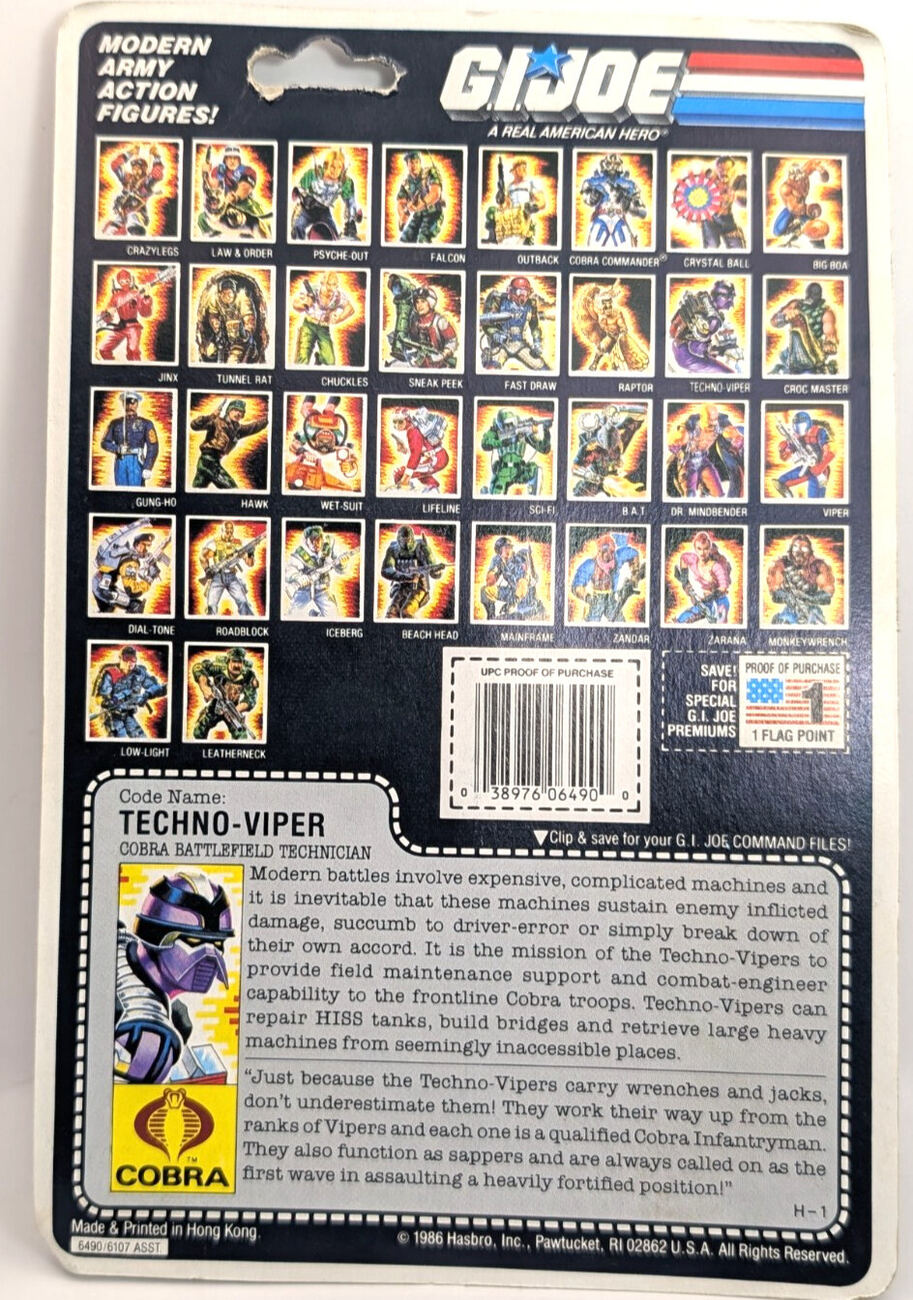 MODERN
ARMY
ACTION
FIGURES!
G.I. JOE
A REAL AMERICAN HERO®
CRAZYLEGS LAW & ORDER PSYCHE-OUT FALCON OUTBACK COBRA COMMANDER® CRYSTAL BALL BIG BOA
JINX TUNNEL RAT CHUCKLES SNEAK PEEK FAST DRAW RAPTOR TECHNO-VIPER CROC MASTER
GUNG-HO HAWK WET-SUIT LIFELINE SCI-FI B.A.T. DR. MINDBENDER VIPER
DIAL-TONE ROADBLOCK ICEBERG BEACH HEAD MAINFRAME ZANDAR ZARANA MONKEYWRENCH
LOW-LIGHT LEATHERNECK
UPC PROOF OF PURCHASE
0 38976 06490 0
SAVE!
FOR
SPECIAL
G.I. JOE
PREMIUMS
PROOF OF PURCHASE
1
1 FLAG POINT
▼Clip & save for your G.I. JOE COMMAND FILES!
Code Name:
TECHNO-VIPER
COBRA BATTLEFIELD TECHNICIAN
Modern battles involve expensive, complicated machines and
it is inevitable that these machines sustain enemy inflicted
damage, succumb to driver-error or simply break down of
their own accord. It is the mission of the Techno-Vipers to
provide field maintenance support and combat-engineer
capability to the frontline Cobra troops. Techno-Vipers can
repair HISS tanks, build bridges and retrieve large heavy
machines from seemingly inaccessible places.
"Just because the Techno-Vipers carry wrenches and jacks,
don't underestimate them! They work their way up from the
ranks of Vipers and each one is a qualified Cobra Infantryman.
They also function as sappers and are always called on as the
first wave in assaulting a heavily fortified position!"
TM
COBRA
H-1
Made & Printed in Hong Kong.
6490/6107 ASST.
© 1986 Hasbro, Inc., Pawtucket, RI 02862 U.S.A. All Rights Reserved.